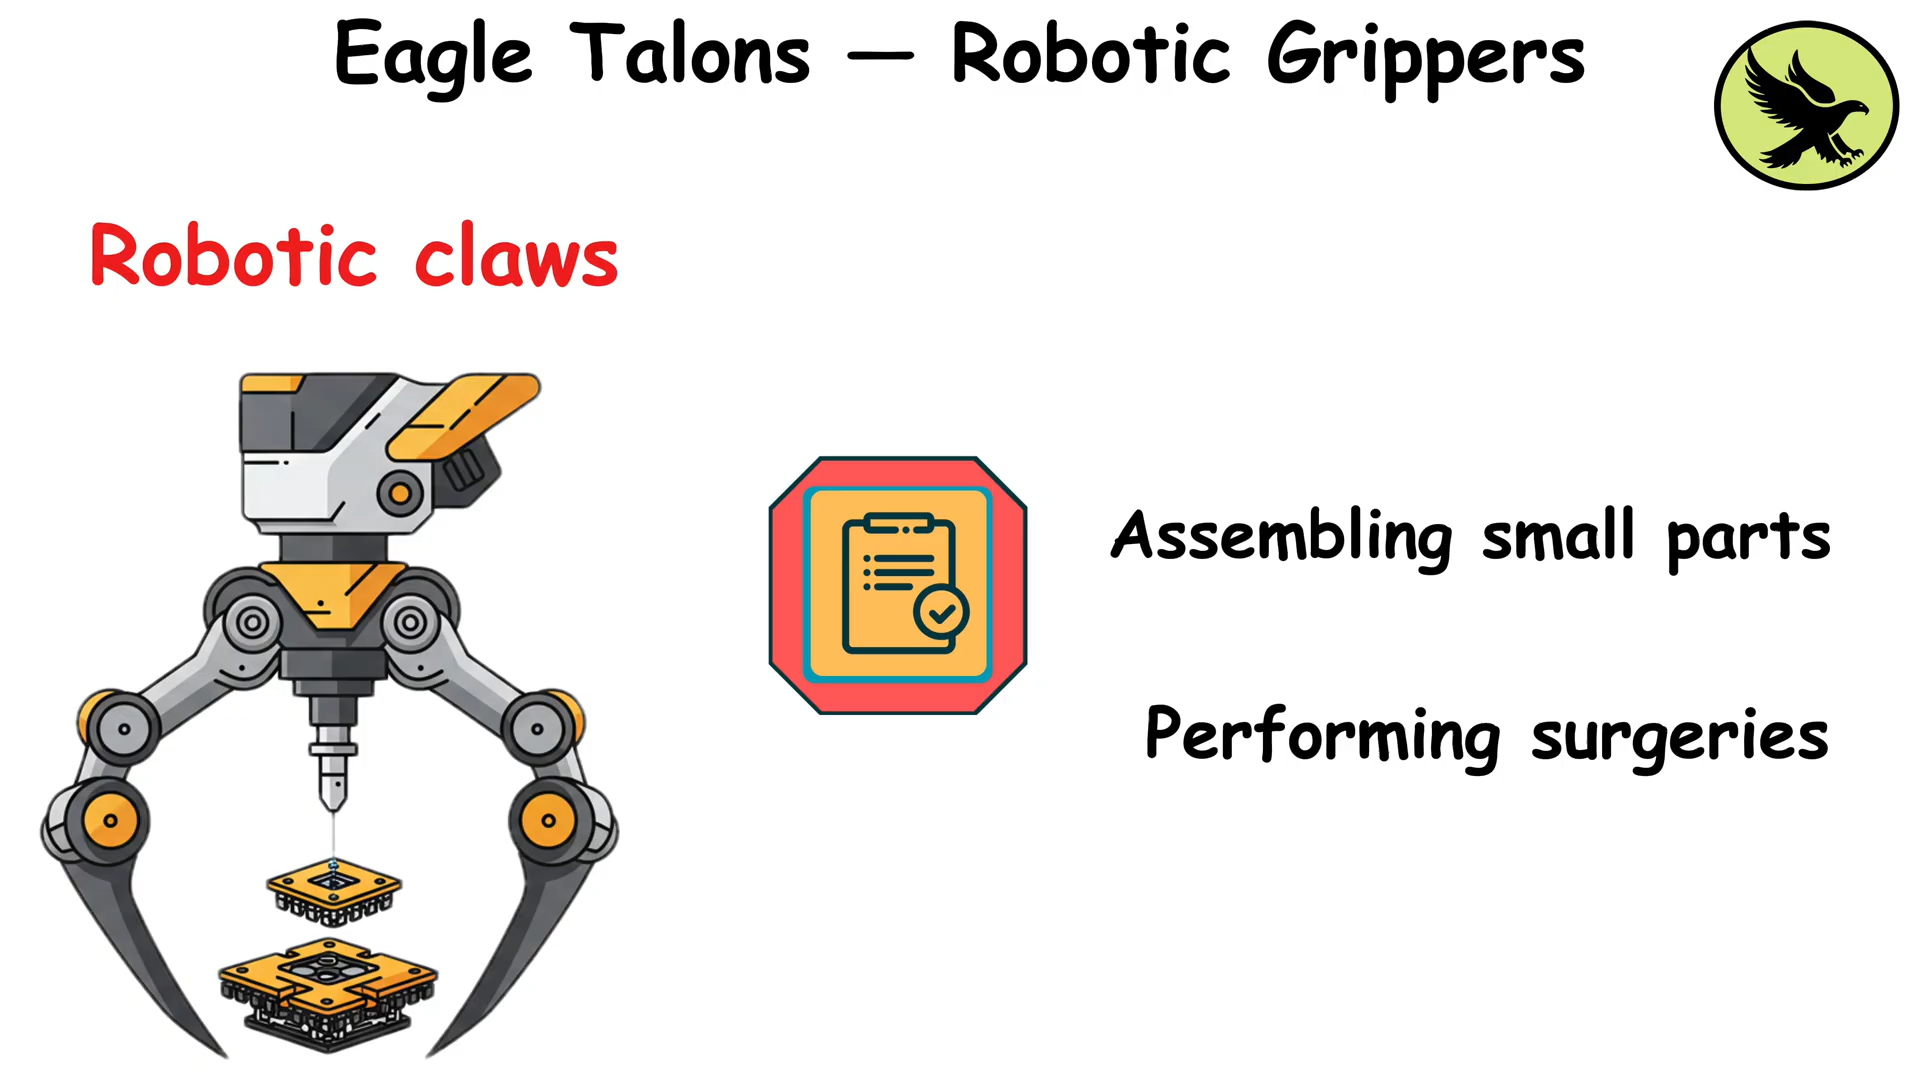 Eagle Talons — Robotic Grippers
Robotic claws
Assembling small parts
Performing surgeries